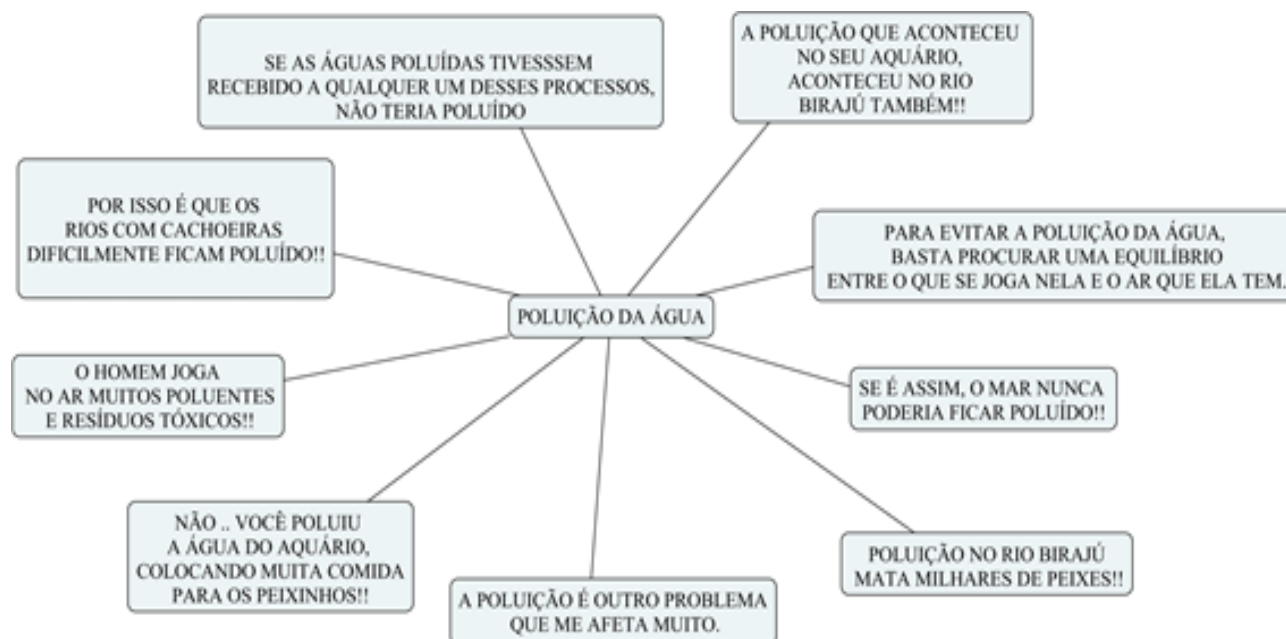 SE AS ÁGUAS POLUÍDAS TIVESSSEM
RECEBIDO A QUALQUER UM DESSES PROCESSOS,
NÃO TERIA POLUÍDO
A POLUIÇÃO QUE ACONTECEU
NO SEU AQUÁRIO,
ACONTECEU NO RIO
BIRAJÚ TAMBÉM!!
POR ISSO É QUE OS
RIOS COM CACHOEIRAS
DIFICILMENTE FICAM POLUÍDO!!
PARA EVITAR A POLUIÇÃO DA ÁGUA,
BASTA PROCURAR UMA EQUILÍBRIO
ENTRE O QUE SE JOGA NELA E O AR QUE ELA TEM.
POLUIÇÃO DA ÁGUA
O HOMEM JOGA
NO AR MUITOS POLUENTES
E RESÍDUOS TÓXICOS!!
SE É ASSIM, O MAR NUNCA
PODERIA FICAR POLUÍDO!!
NÃO .. VOCÊ POLUIU
A ÁGUA DO AQUÁRIO,
COLOCANDO MUITA COMIDA
PARA OS PEIXINHOS!!
A POLUIÇÃO É OUTRO PROBLEMA
QUE ME AFETA MUITO.
POLUIÇÃO NO RIO BIRAJÚ
MATA MILHARES DE PEIXES!!